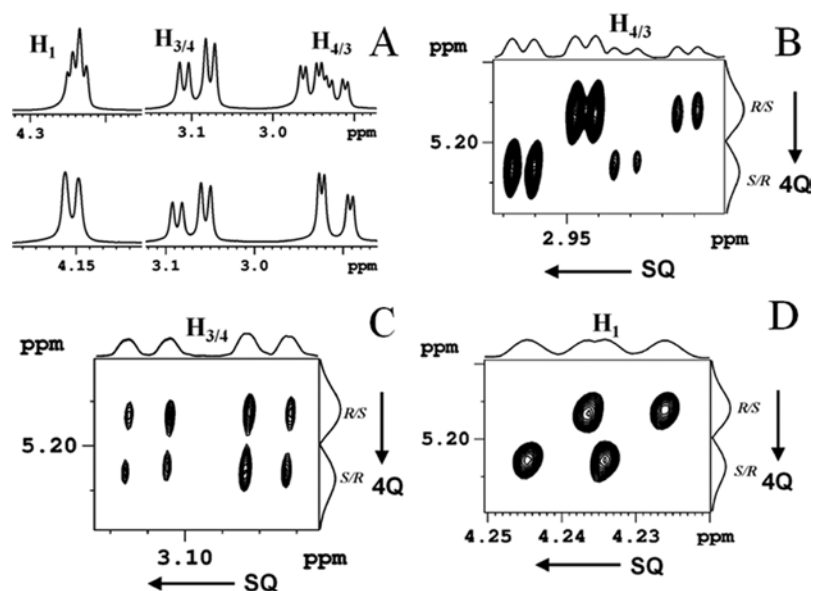 H1 H3/4 H4/3 A
4.3 3.1 3.0 ppm
4.15 3.1 3.0 ppm
B
H4/3
ppm
5.20
R/S
S/R 4Q
2.95 ppm
SQ
C
H3/4
ppm
5.20
R/S
S/R 4Q
3.10 ppm
SQ
D
H1
ppm
5.20
R/S
S/R 4Q
4.25 4.24 4.23 ppm
SQ